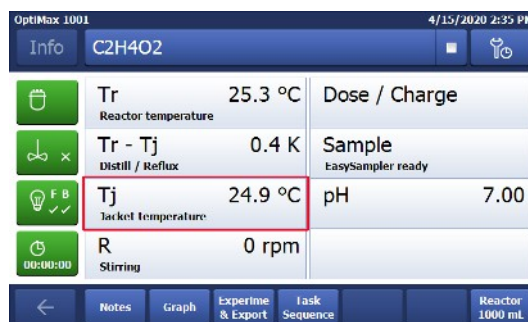 OptiMax 1001 4/15/2020 2:35 PM
Info C2H4O2
Tr 25.3 °C Dose / Charge
Reactor temperature
Tr - Tj 0.4 K Sample
Distill / Reflux EasySampler ready
F B
Tj 24.9 °C pH 7.00
Jacket temperature
R 0 rpm
00:00:00 Stirring
Notes Graph Experime Task Reactor
& Export Sequence 1000 mL